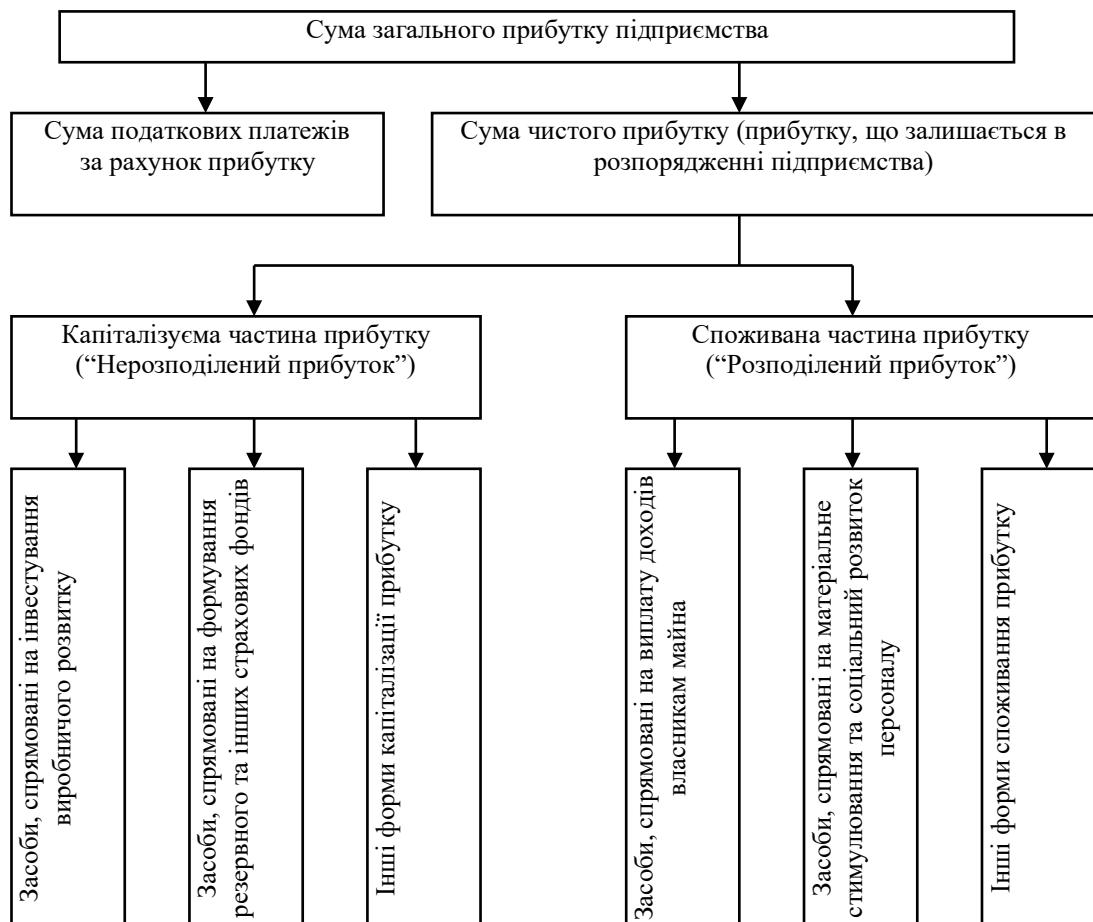 Сума загального прибутку підприємства
Сума податкових платежів
за рахунок прибутку
Сума чистого прибутку (прибутку, що залишається в
розпорядженні підприємства)
Капіталізуєма частина прибутку
(“Нерозподілений прибуток”)
Споживана частина прибутку
(“Розподілений прибуток”)
Засоби, спрямовані на інвестування
виробничого розвитку
Засоби, спрямовані на формування
резервного та інших страхових фондів
Інші форми капіталізації прибутку
Засоби, спрямовані на виплату доходів
власникам майна
Засоби, спрямовані на матеріальне
стимулювання та соціальний розвиток
персоналу
Інші форми споживання прибутку